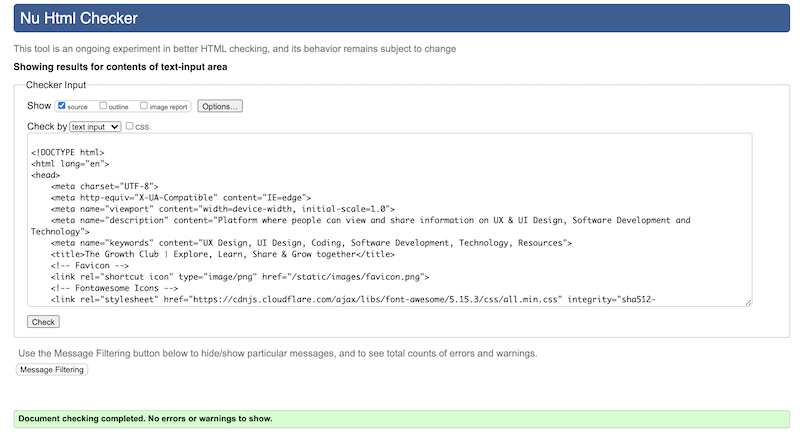 Nu Html Checker
This tool is an ongoing experiment in better HTML checking, and its behavior remains subject to change
Showing results for contents of text-input area
Checker Input
Show source outline image report Options...
Check by text input css
<!DOCTYPE html>
<html lang="en">
<head>
<meta charset="UTF-8">
<meta http-equiv="X-UA-Compatible" content="IE=edge">
<meta name="viewport" content="width=device-width, initial-scale=1.0">
<meta name="description" content="Platform where people can view and share information on UX & UI Design, Software Development and
Technology">
<meta name="keywords" content="UX Design, UI Design, Coding, Software Development, Technology, Resources">
<title>The Growth Club | Explore, Learn, Share & Grow together</title>
<!-- Favicon -->
<link rel="shortcut icon" type="image/png" href="/static/images/favicon.png">
<!-- Fontawesome Icons -->
<link rel="stylesheet" href="https://cdnjs.cloudflare.com/ajax/libs/font-awesome/5.15.3/css/all.min.css" integrity="sha512-
Check
Use the Message Filtering button below to hide/show particular messages, and to see total counts of errors and warnings.
Message Filtering
Document checking completed. No errors or warnings to show.